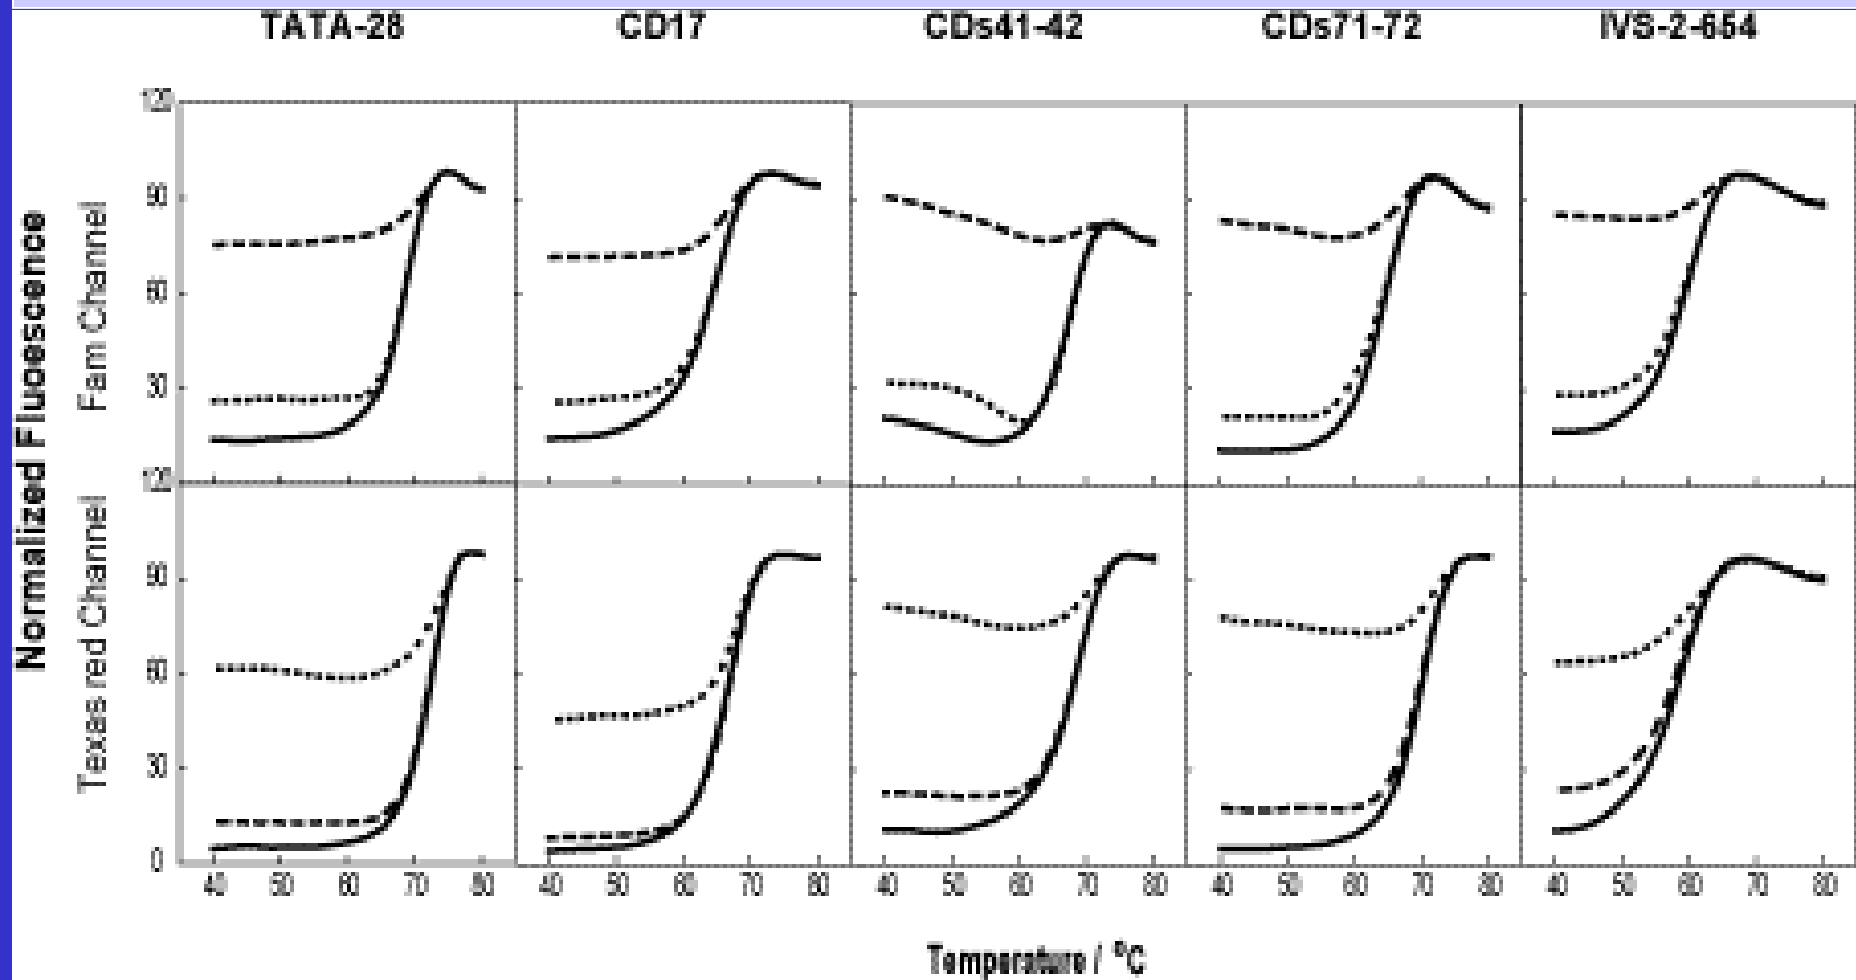 TATA-28 CD17 CDs41-42 CDs71-72 IVS-2-654
Normalized Fluorescence
Fam Channel
120
90
60
30
Texas red Channel
120
90
60
30
0
40 50 60 70 80 40 50 60 70 80 40 50 60 70 80 40 50 60 70 80 40 50 60 70 80
Temperature / °C